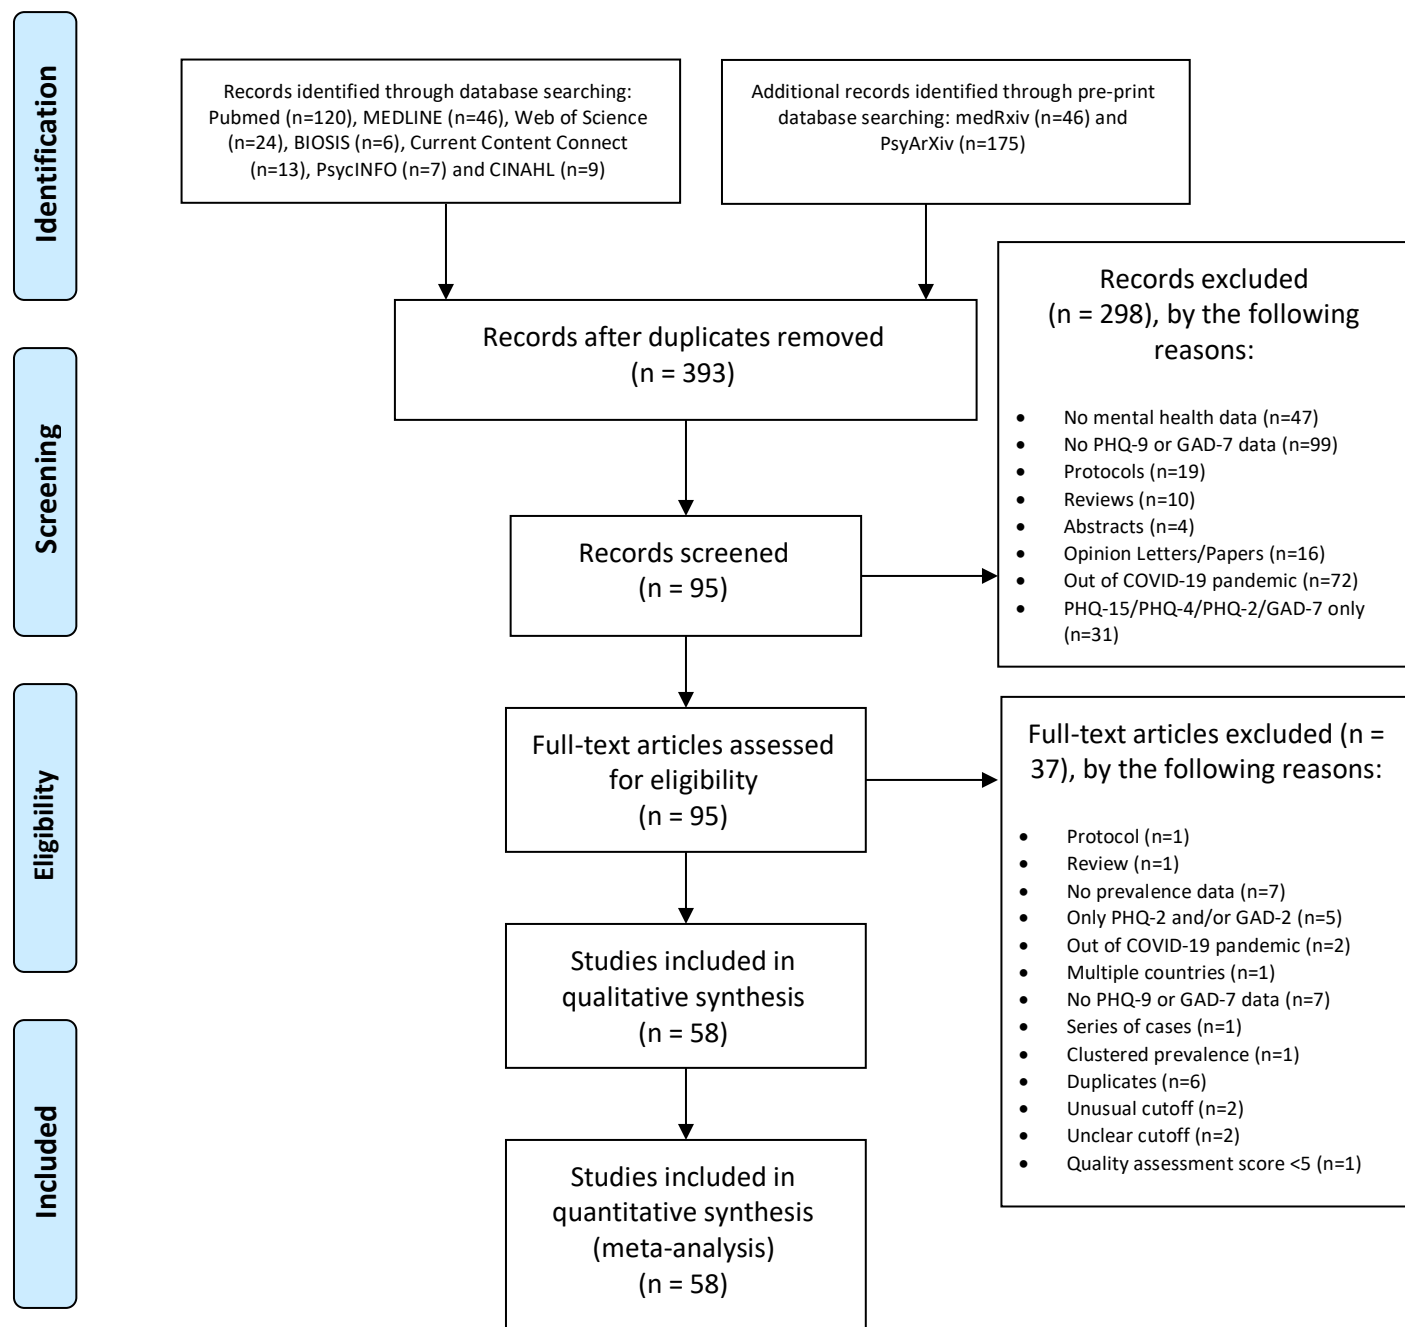 Identification
Records identified through database searching:
Pubmed (n=120), MEDLINE (n=46), Web of Science
(n=24), BIOSIS (n=6), Current Content Connect
(n=13), PsycINFO (n=7) and CINAHL (n=9)
Additional records identified through pre-print
database searching: medRxiv (n=46) and
PsyArXiv (n=175)
Records after duplicates removed
(n = 393)
Records excluded
(n = 298), by the following
reasons:
• No mental health data (n=47)
• No PHQ-9 or GAD-7 data (n=99)
• Protocols (n=19)
• Reviews (n=10)
• Abstracts (n=4)
• Opinion Letters/Papers (n=16)
• Out of COVID-19 pandemic (n=72)
• PHQ-15/PHQ-4/PHQ-2/GAD-7 only
(n=31)
Screening
Records screened
(n = 95)
Eligibility
Full-text articles assessed
for eligibility
(n = 95)
Full-text articles excluded (n =
37), by the following reasons:
• Protocol (n=1)
• Review (n=1)
• No prevalence data (n=7)
• Only PHQ-2 and/or GAD-2 (n=5)
• Out of COVID-19 pandemic (n=2)
• Multiple countries (n=1)
• No PHQ-9 or GAD-7 data (n=7)
• Series of cases (n=1)
• Clustered prevalence (n=1)
• Duplicates (n=6)
• Unusual cutoff (n=2)
• Unclear cutoff (n=2)
• Quality assessment score <5 (n=1)
Studies included in
qualitative synthesis
(n = 58)
Included
Studies included in
quantitative synthesis
(meta-analysis)
(n = 58)